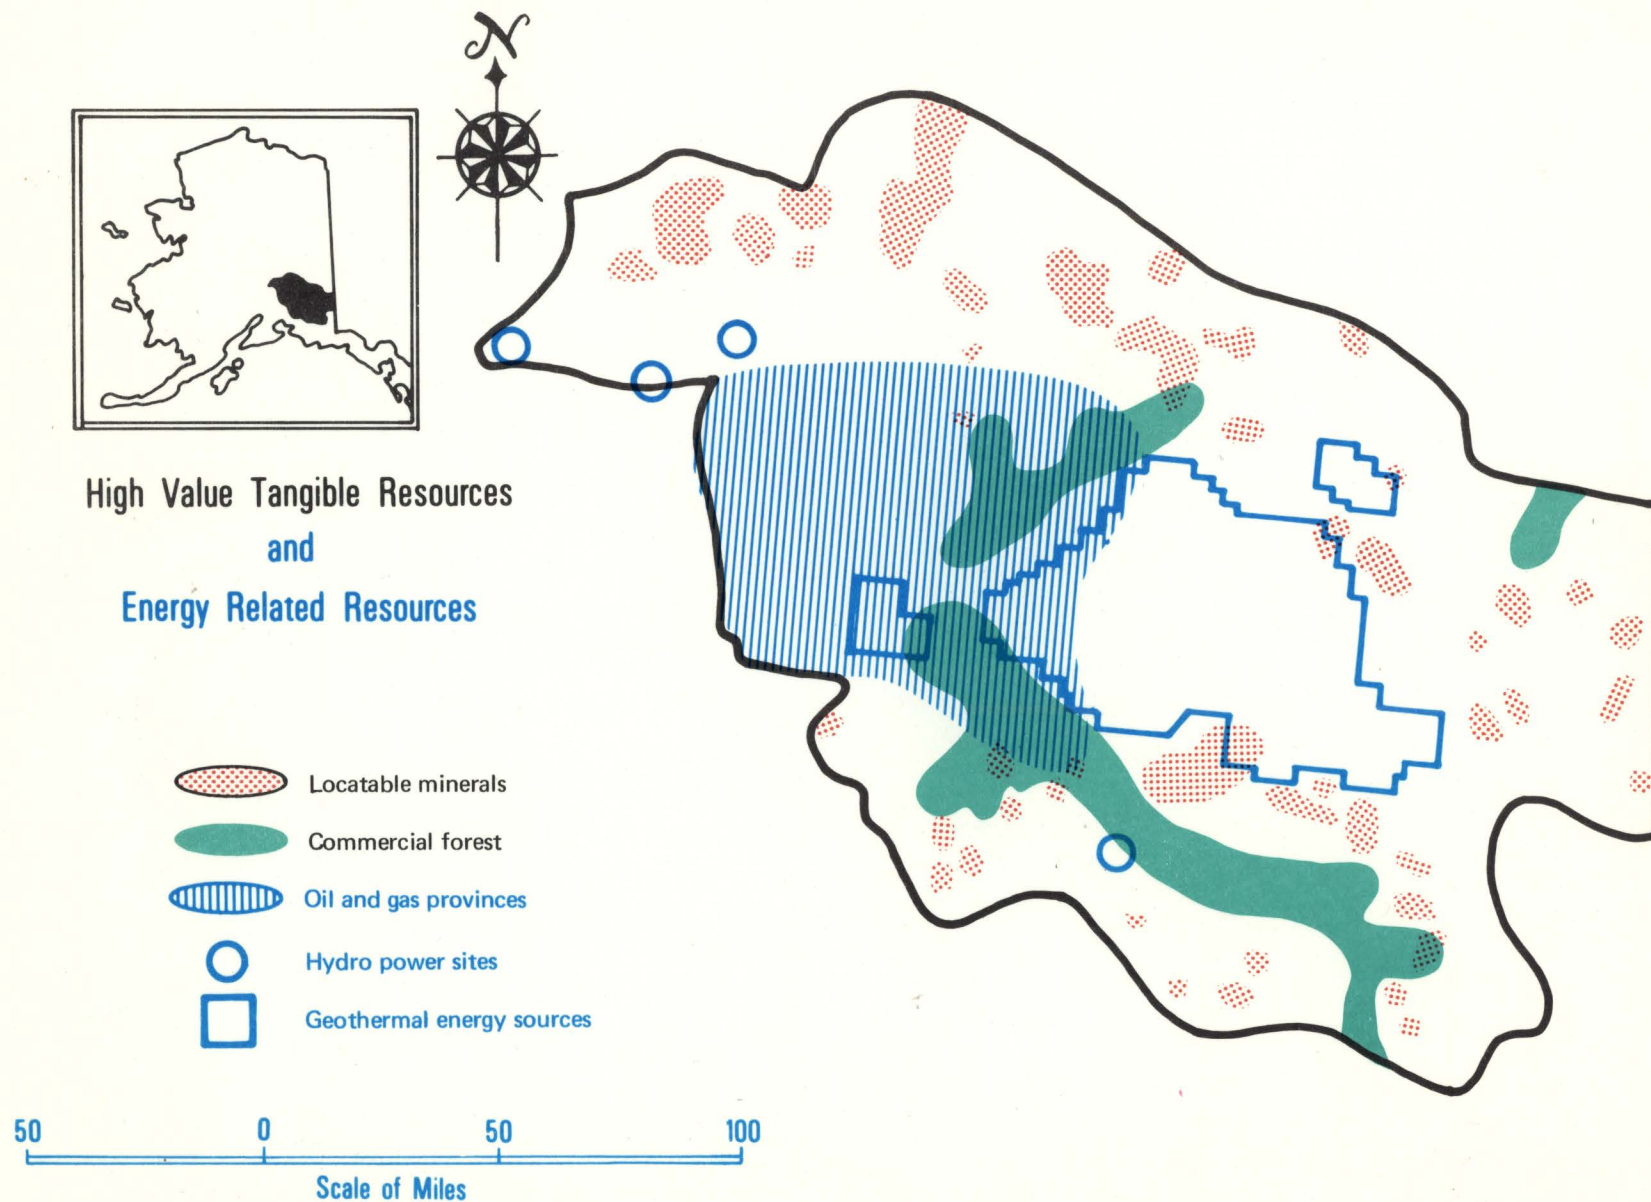 N
High Value Tangible Resources
and
Energy Related Resources
Locatable minerals
Commercial forest
Oil and gas provinces
Hydro power sites
Geothermal energy sources
50 0 50 100
Scale of Miles